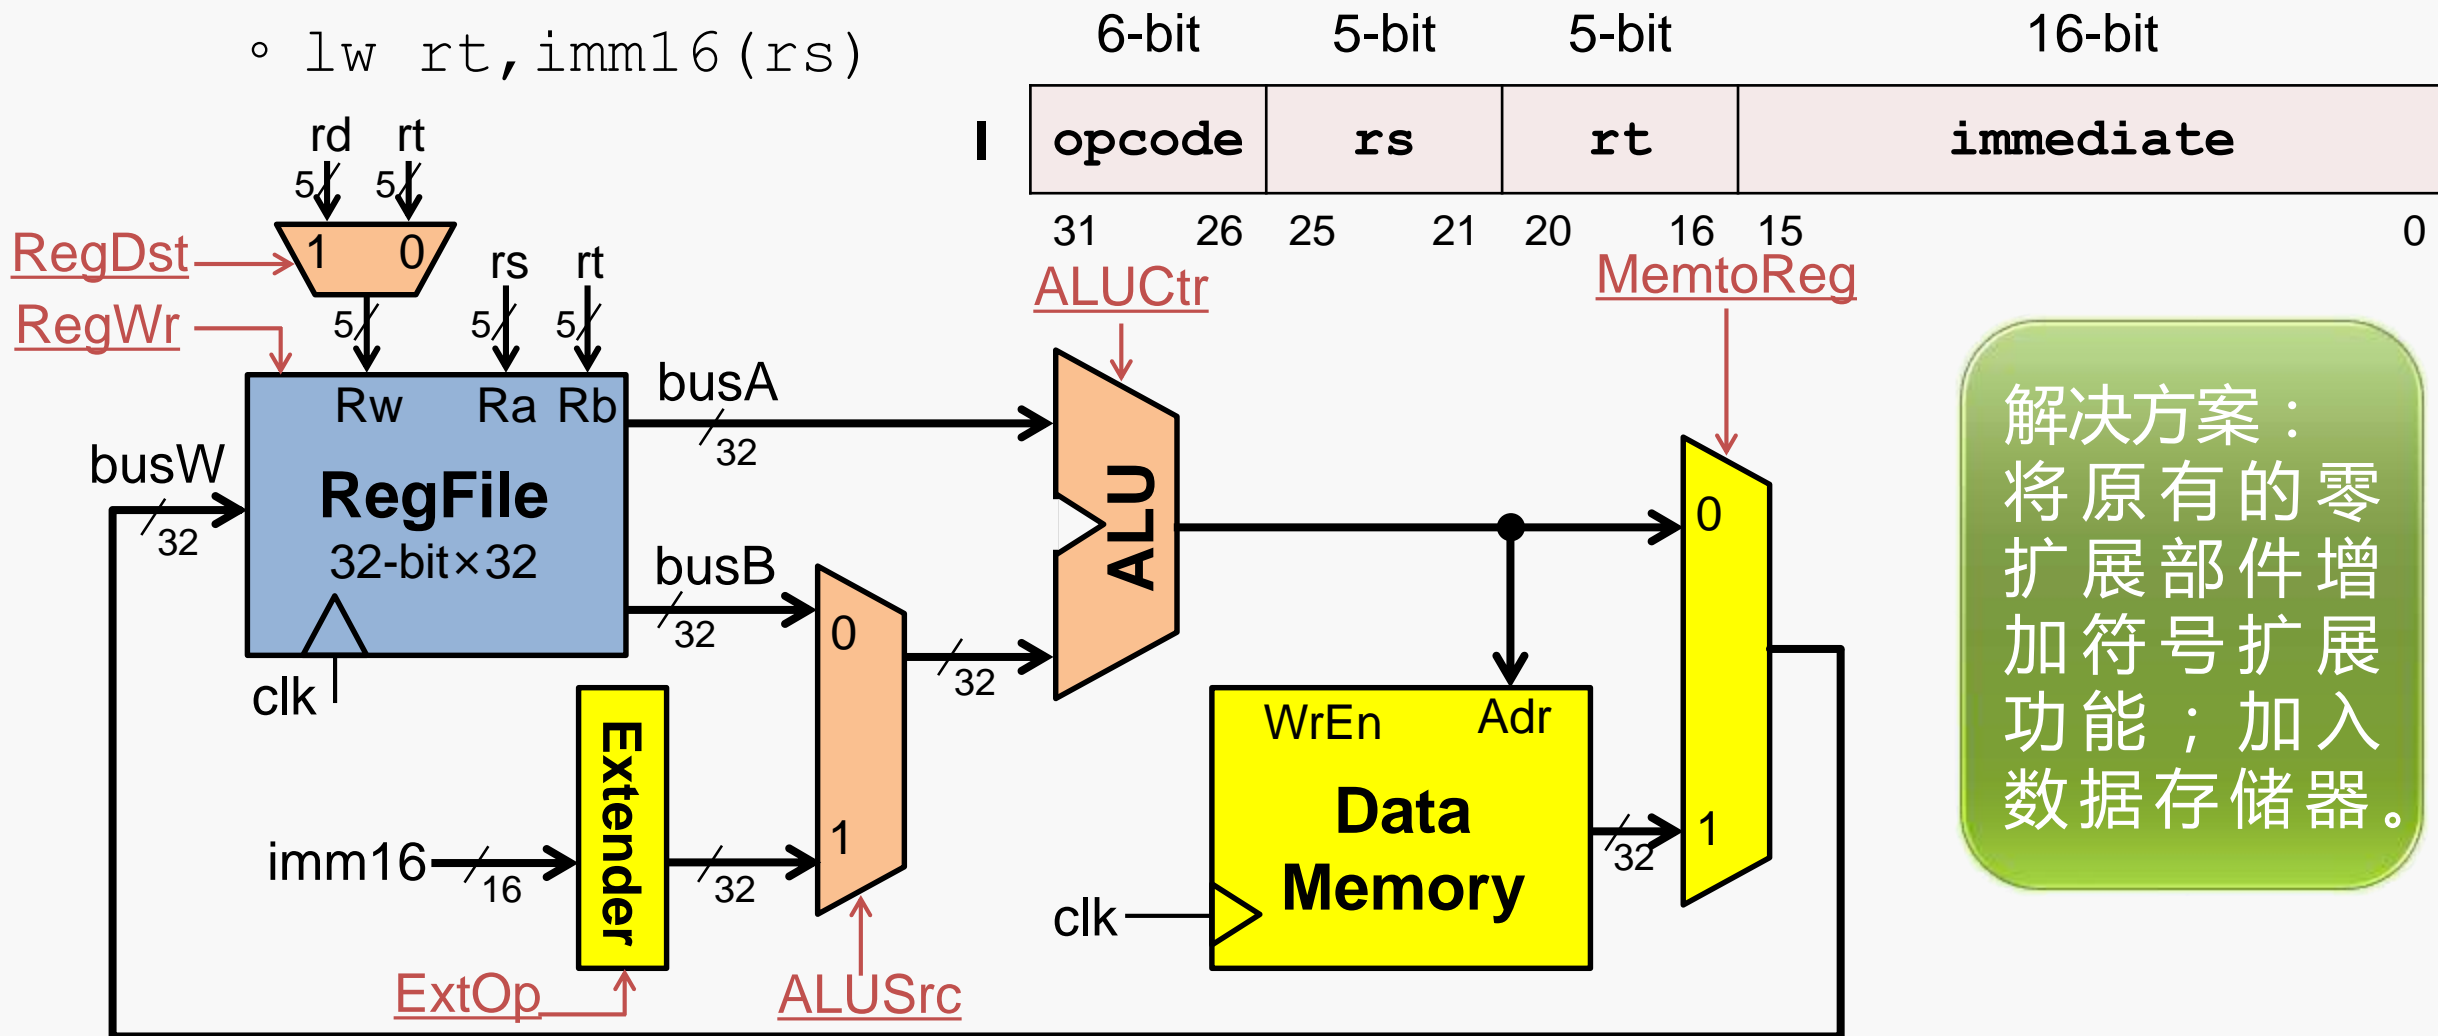 ◦ lw rt,imm16(rs)
6-bit 5-bit 5-bit 16-bit
I opcode rs rt immediate
31 26 25 21 20 16 15 0
rd rt
5 5
RegDst 1 0
RegWr
5
rs rt
5 5
Rw Ra Rb
RegFile
32-bit×32
clk
busW
32
busA
32
busB
32
imm16
16
Extender
32
ExtOp
0
1
ALUSrc
32
ALUCtr
ALU
WrEn Adr
Data
Memory
clk
32
MemtoReg
0
1
解决方案：
将原有的零
扩展部件增
加符号扩展
功能；加入
数据存储器。